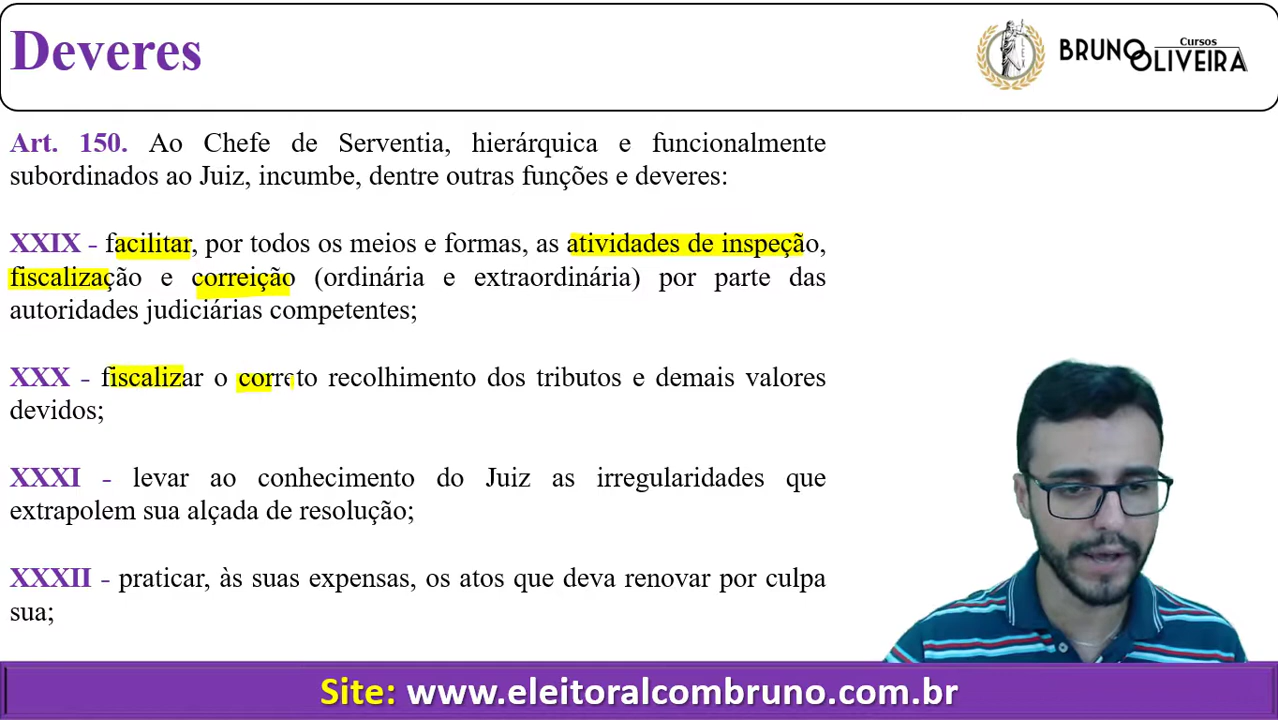 Deveres
Cursos
BRUNO OLIVEIRA
Art. 150. Ao Chefe de Serventia, hierárquica e funcionalmente
subordinados ao Juiz, incumbe, dentre outras funções e deveres:
XXIX - facilitar, por todos os meios e formas, as atividades de inspeção,
fiscalização e correição (ordinária e extraordinária) por parte das
autoridades judiciárias competentes;
XXX - fiscalizar o correto recolhimento dos tributos e demais valores
devidos;
XXXI - levar ao conhecimento do Juiz as irregularidades que
extrapolem sua alçada de resolução;
XXXII - praticar, às suas expensas, os atos que deva renovar por culpa
sua;
Site: www.eleitoralcombruno.com.br